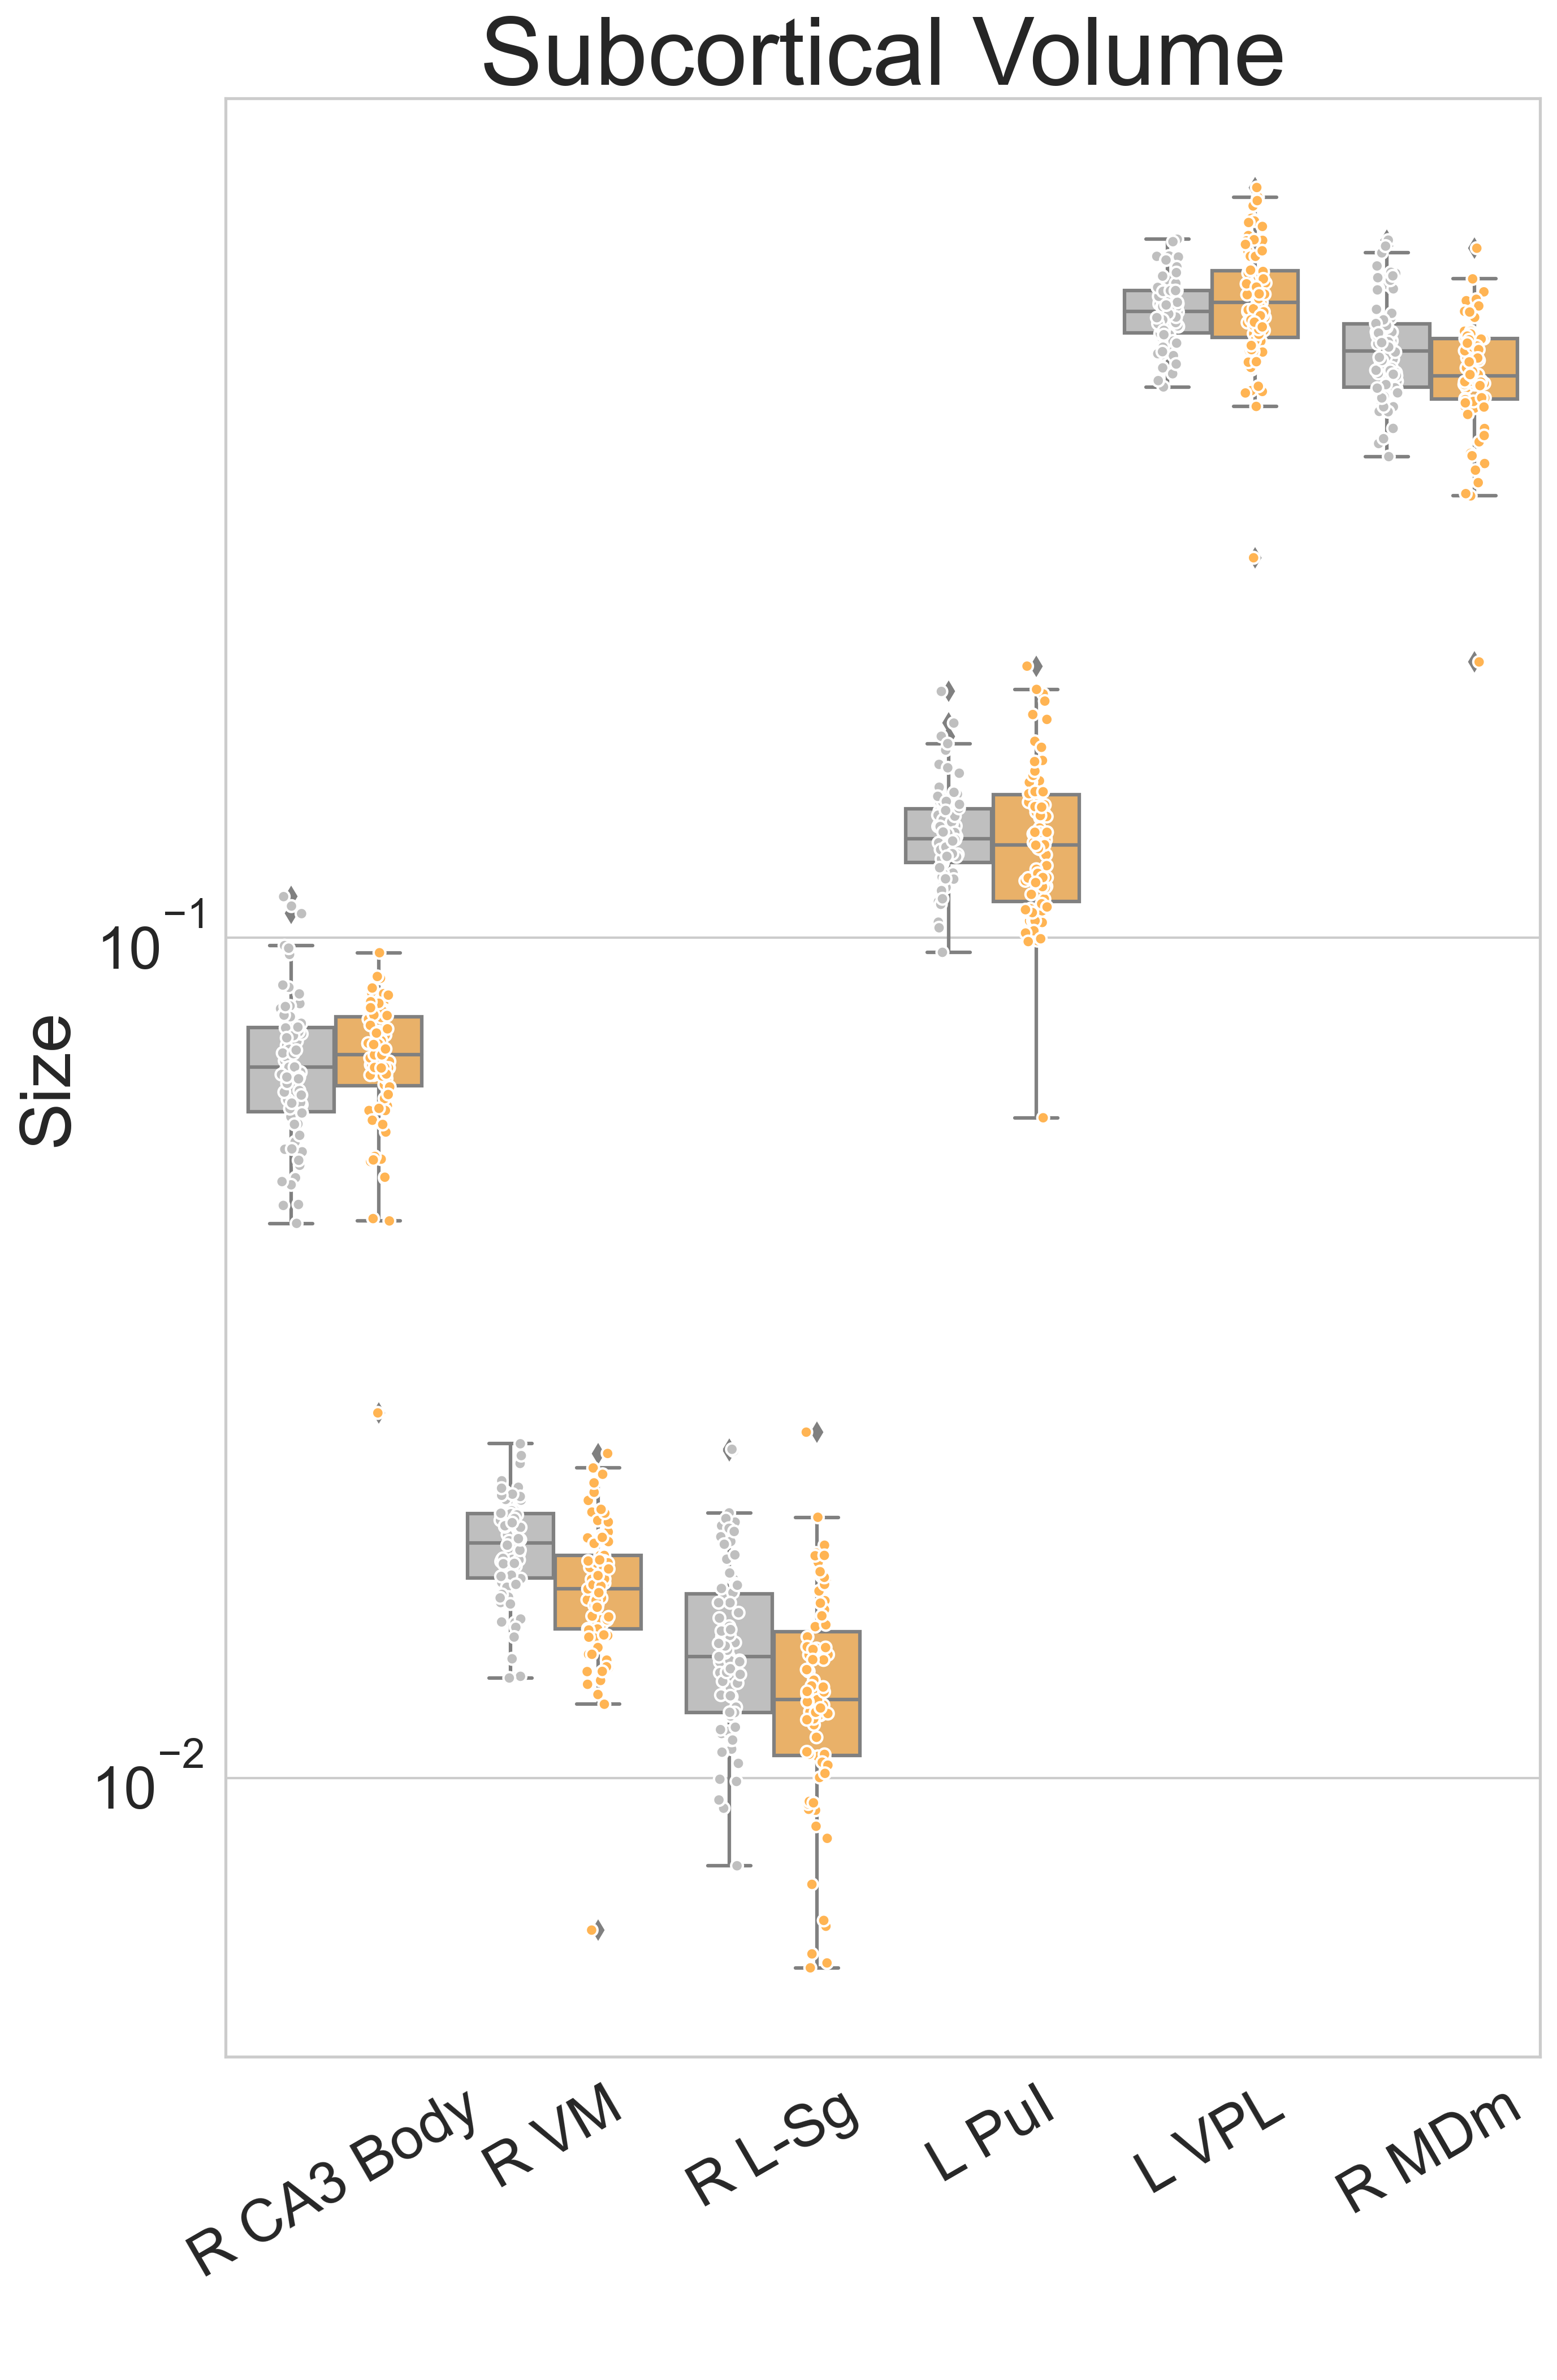 Subcortical Volume
Size
10⁻¹
10⁻²
R CA3 Body
R VM
R L-Sg
L Pul
L VPL
R MDm